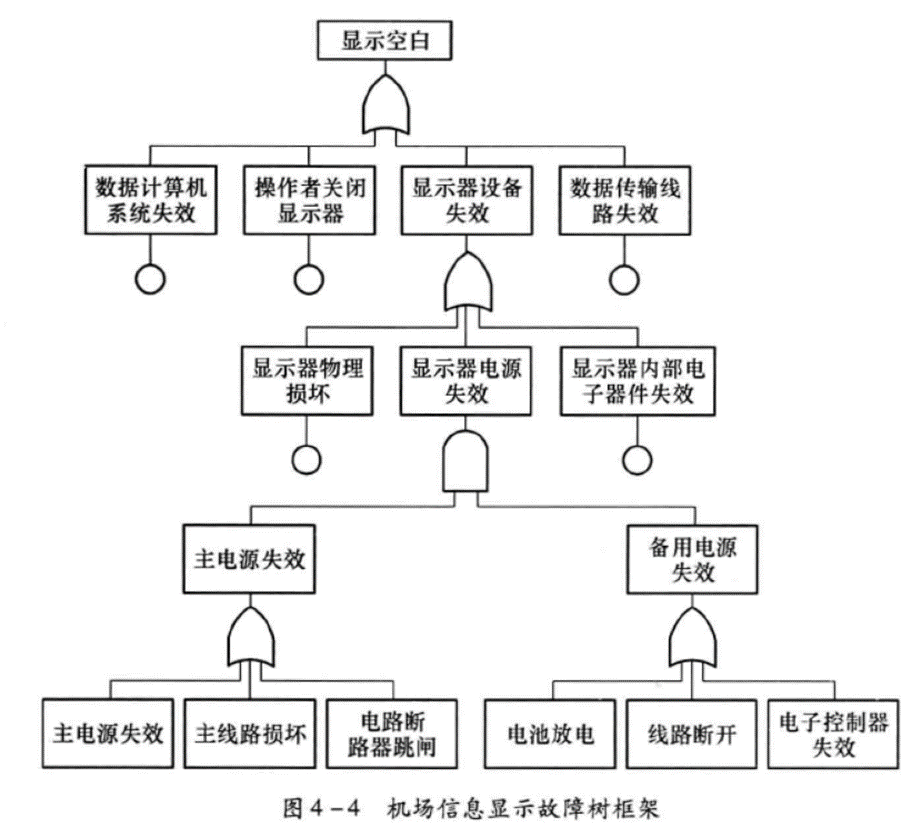 显示空白
数据计算机
系统失效
操作者关闭
显示器
显示器设备
失效
数据传输线
路失效
显示器物理
损坏
显示器电源
失效
显示器内部电
子器件失效
主电源失效
备用电源
失效
主电源失效
主线路损坏
电路断
路器跳闸
电池放电
线路断开
电子控制器
失效
图4-4 机场信息显示故障树框架